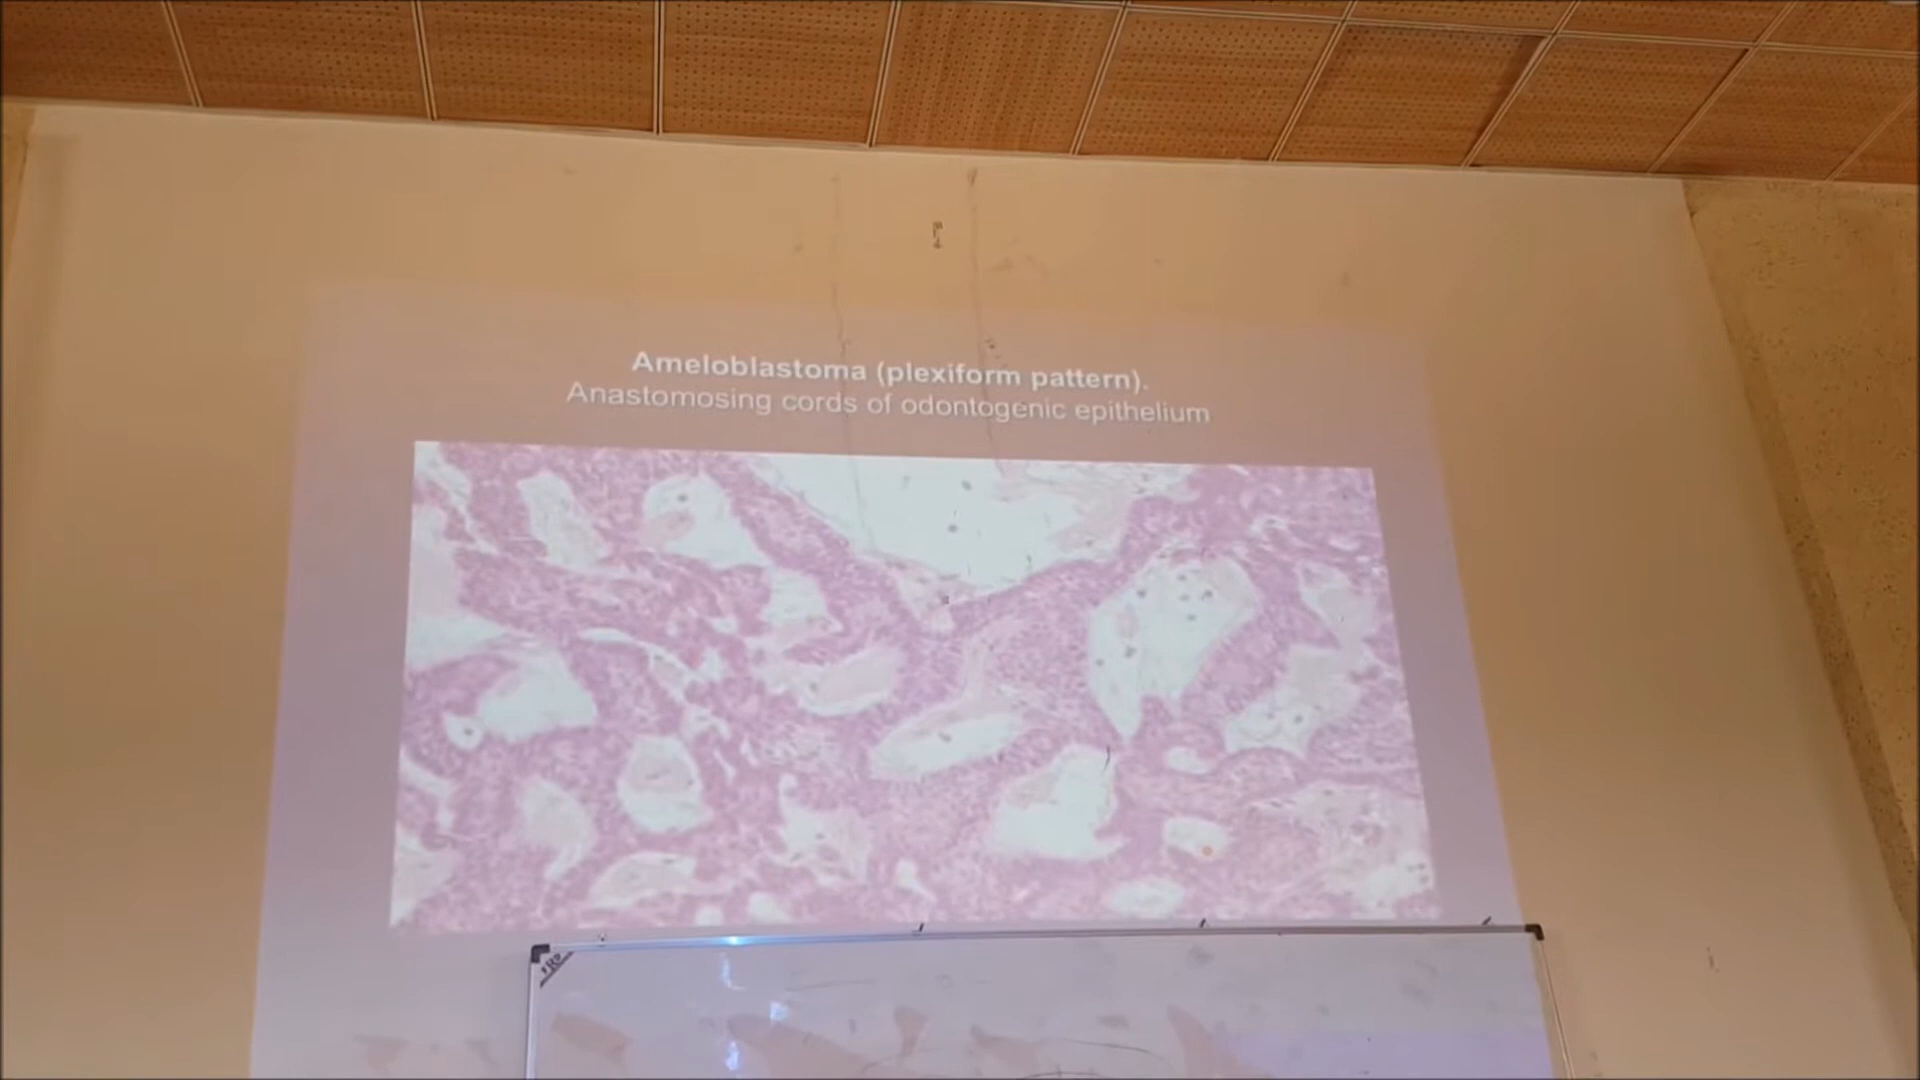 Ameloblastoma (plexiform pattern).
Anastomosing cords of odontogenic epithelium